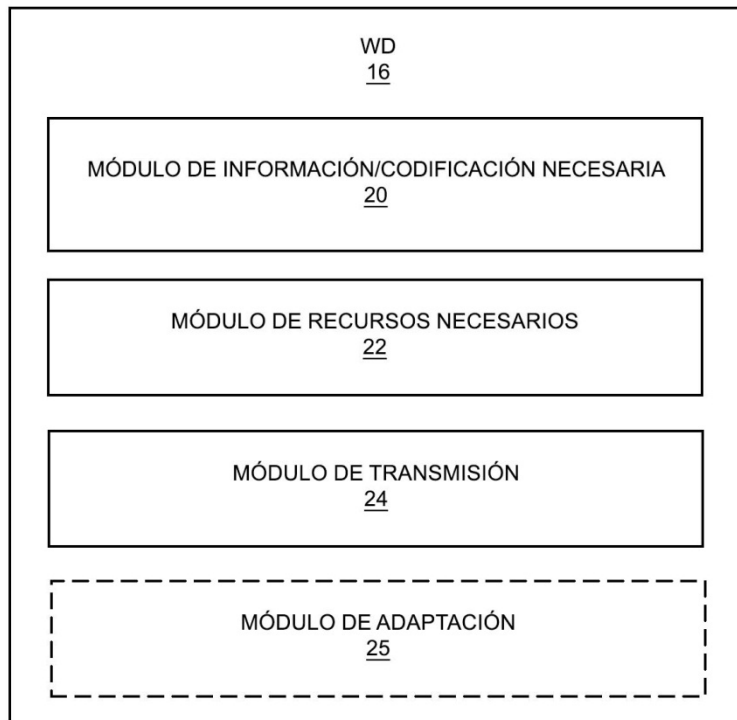 WD
16
MÓDULO DE INFORMACIÓN/CODIFICACIÓN NECESARIA
20
MÓDULO DE RECURSOS NECESARIOS
22
MÓDULO DE TRANSMISIÓN
24
MÓDULO DE ADAPTACIÓN
25